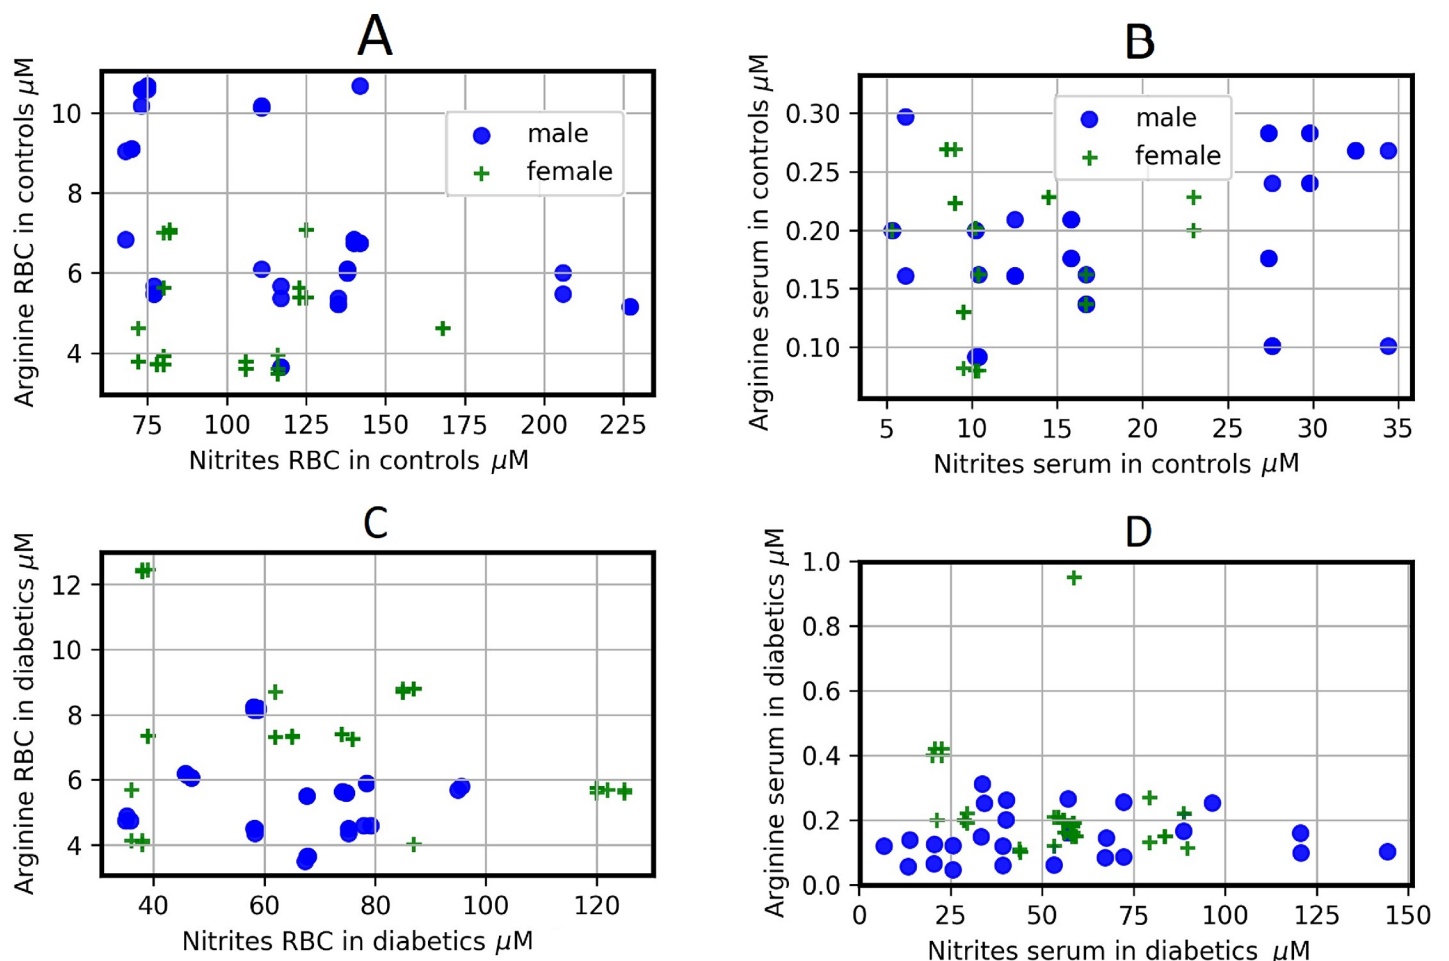 A
Arginine RBC in controls µM
10
8
6
4
male
female
75 100 125 150 175 200 225
Nitrites RBC in controls µM
B
Arginine serum in controls µM
0.30
0.25
0.20
0.15
0.10
male
female
5 10 15 20 25 30 35
Nitrites serum in controls µM
C
Arginine RBC in diabetics µM
12
10
8
6
4
40 60 80 100 120
Nitrites RBC in diabetics µM
D
Arginine serum in diabetics µM
1.0
0.8
0.6
0.4
0.2
0.0
0 25 50 75 100 125 150
Nitrites serum in diabetics µM